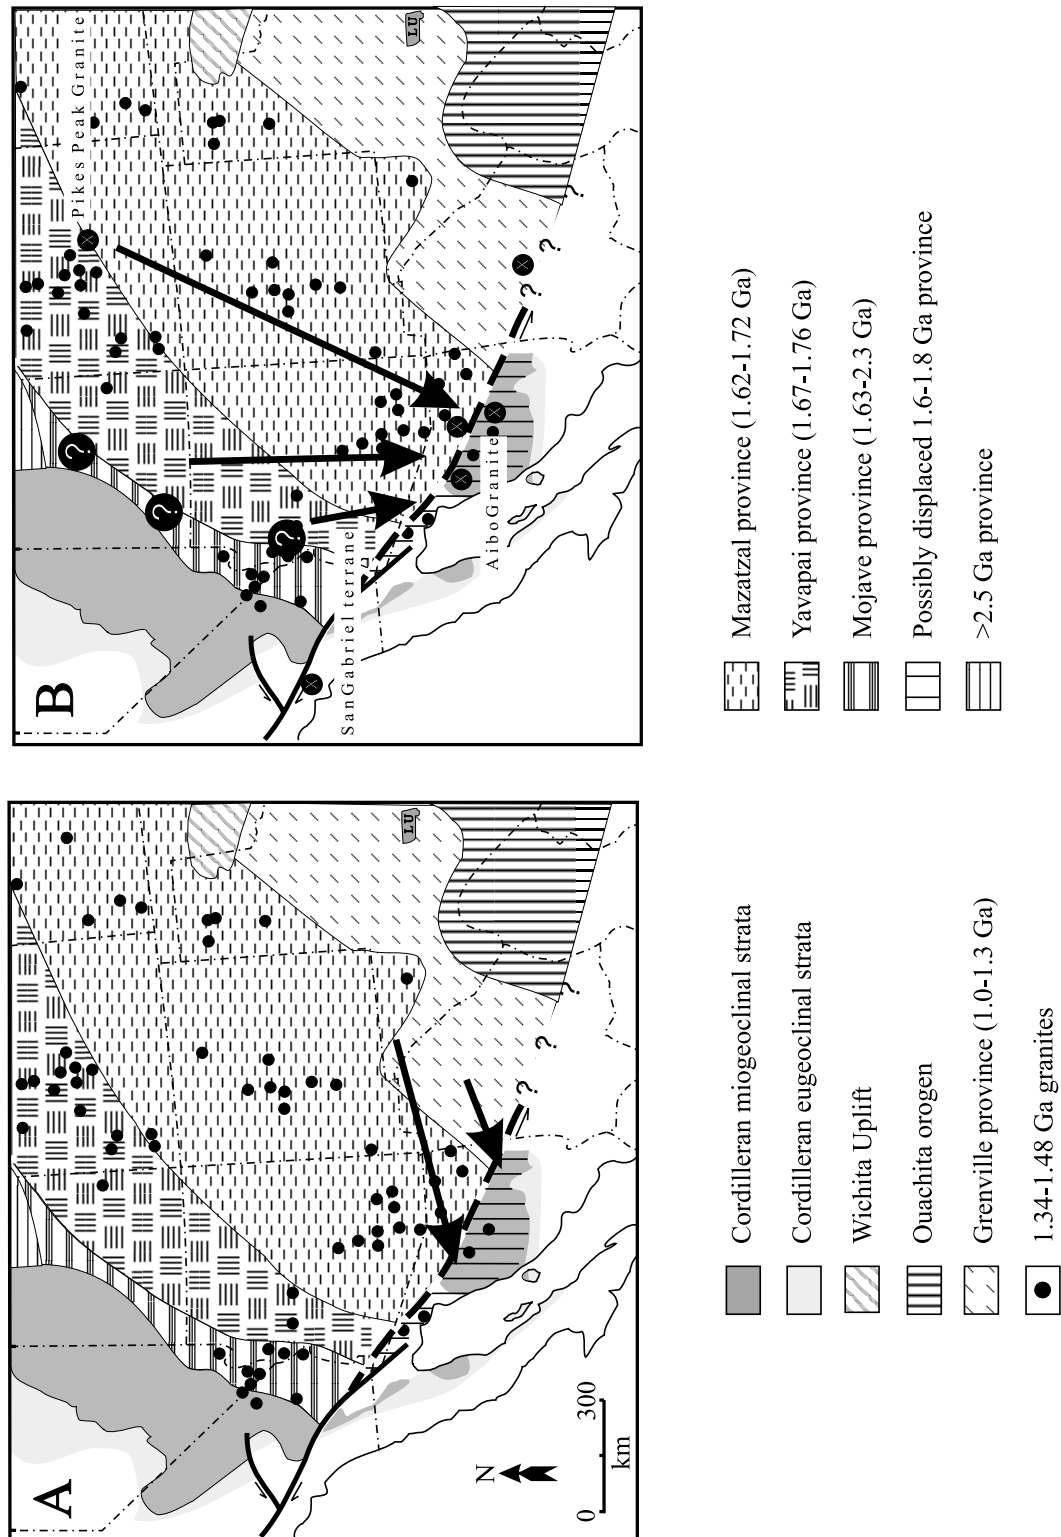 A
N
0
300
km
LU
?
?
?
B
Pikes Peak Granite
San Gabriel terrane
Aibo Granite
LU
?
?
?
?
?
?
X
X
X
X
X
X
Cordilleran miogeoclinal strata
Cordilleran eugeoclinal strata
Wichita Uplift
Ouachita orogen
Grenville province (1.0-1.3 Ga)
1.34-1.48 Ga granites
Mazatzal province (1.62-1.72 Ga)
Yavapai province (1.67-1.76 Ga)
Mojave province (1.63-2.3 Ga)
Possibly displaced 1.6-1.8 Ga province
>2.5 Ga province